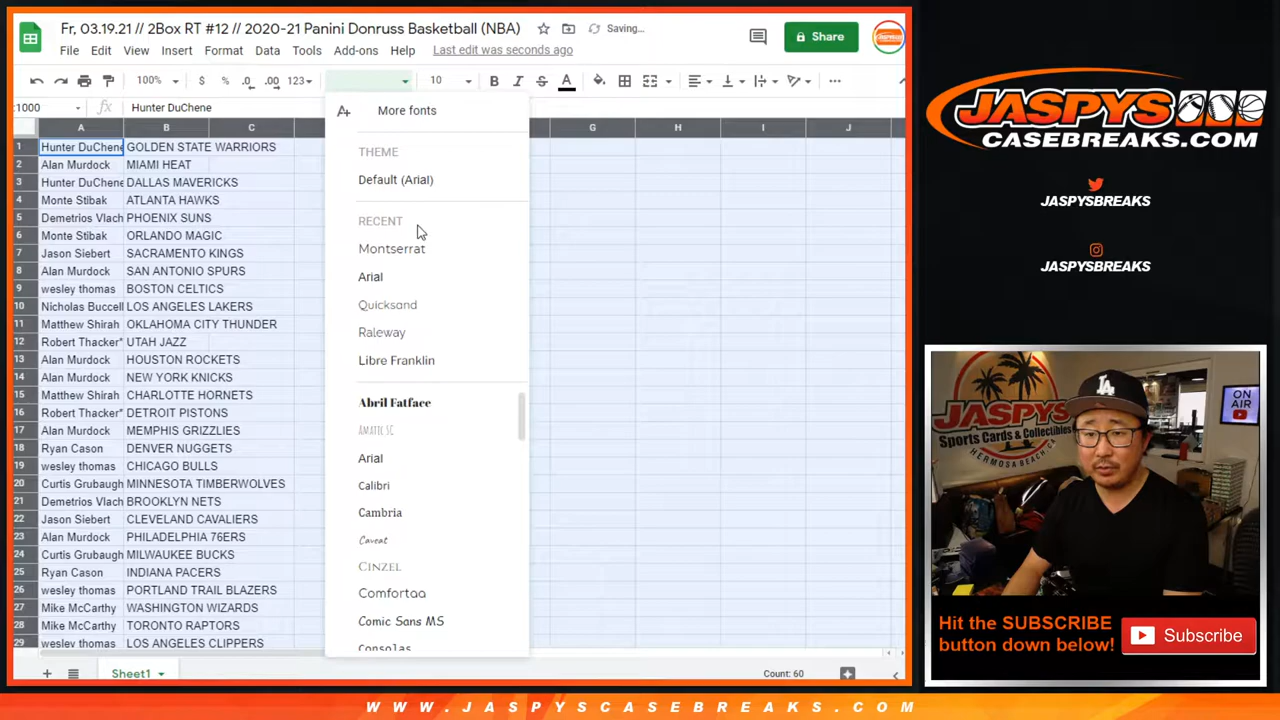 Fr, 03.19.21 // 2Box RT #12 // 2020-21 Panini Donruss Basketball (NBA) Saving...
File Edit View Insert Format Data Tools Add-ons Help Last edit was seconds ago
Share
100% $ % .0 .00 123 10 B I S A
:1000 fx Hunter DuChene
A B C G H I J
1 Hunter DuChene GOLDEN STATE WARRIORS
2 Alan Murdock MIAMI HEAT
3 Hunter DuChene DALLAS MAVERICKS
4 Monte Stibak ATLANTA HAWKS
5 Demetrios Vlach PHOENIX SUNS
6 Monte Stibak ORLANDO MAGIC
7 Jason Siebert SACRAMENTO KINGS
8 Alan Murdock SAN ANTONIO SPURS
9 wesley thomas BOSTON CELTICS
10 Nicholas Buccell LOS ANGELES LAKERS
11 Matthew Shirah OKLAHOMA CITY THUNDER
12 Robert Thacker* UTAH JAZZ
13 Alan Murdock HOUSTON ROCKETS
14 Alan Murdock NEW YORK KNICKS
15 Matthew Shirah CHARLOTTE HORNETS
16 Robert Thacker* DETROIT PISTONS
17 Alan Murdock MEMPHIS GRIZZLIES
18 Ryan Cason DENVER NUGGETS
19 wesley thomas CHICAGO BULLS
20 Curtis Grubaugh MINNESOTA TIMBERWOLVES
21 Demetrios Vlach BROOKLYN NETS
22 Jason Siebert CLEVELAND CAVALIERS
23 Alan Murdock PHILADELPHIA 76ERS
24 Curtis Grubaugh MILWAUKEE BUCKS
25 Ryan Cason INDIANA PACERS
26 wesley thomas PORTLAND TRAIL BLAZERS
27 Mike McCarthy WASHINGTON WIZARDS
28 Mike McCarthy TORONTO RAPTORS
29 wesley thomas LOS ANGELES CLIPPERS
More fonts
THEME
Default (Arial)
RECENT
Montserrat
Arial
Quicksand
Raleway
Libre Franklin
Abril Fatface
AMATIC SC
Arial
Calibri
Cambria
Caveat
CINZEL
Comfortaa
Comic Sans MS
Consolas
Sheet1
Count: 60
JASPYS
CASEBREAKS.COM
JASPYSBREAKS
JASPYSBREAKS
JASPYS
Sports Cards & Collectibles
HERMOSA BEACH, CA
ON
AIR
LA
Hit the SUBSCRIBE
button down below!
Subscribe
WWW.JASPYSCASEBREAKS.COM